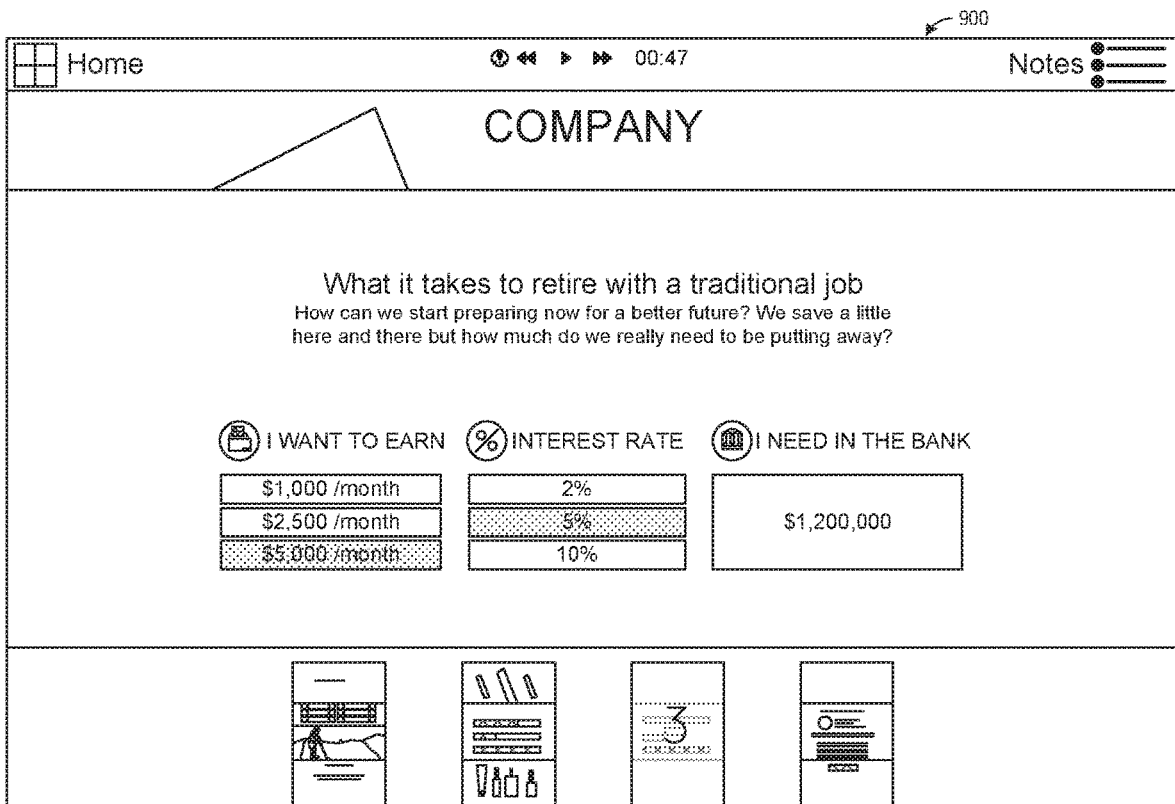 900
Home
00:47
Notes
COMPANY
What it takes to retire with a traditional job
How can we start preparing now for a better future? We save a little
here and there but how much do we really need to be putting away?
I WANT TO EARN
$1,000 /month
$2,500 /month
$5,000 /month
% INTEREST RATE
2%
5%
10%
I NEED IN THE BANK
$1,200,000
3